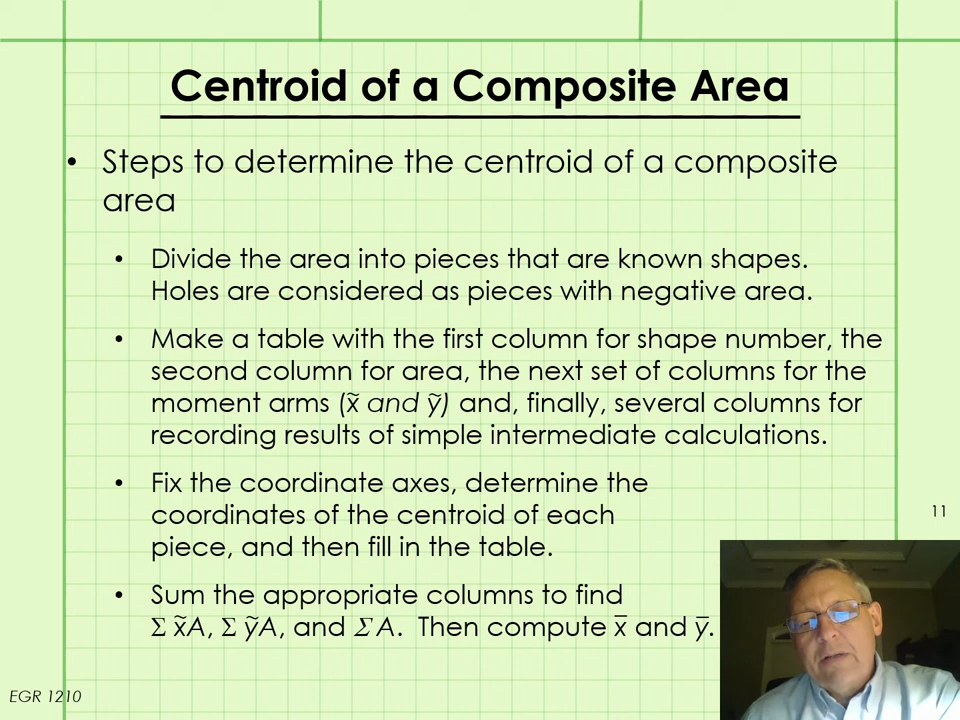 Centroid of a Composite Area
• Steps to determine the centroid of a composite
area
• Divide the area into pieces that are known shapes.
Holes are considered as pieces with negative area.
• Make a table with the first column for shape number, the
second column for area, the next set of columns for the
moment arms (x̃ and ỹ) and, finally, several columns for
recording results of simple intermediate calculations.
• Fix the coordinate axes, determine the
coordinates of the centroid of each
piece, and then fill in the table.
11
• Sum the appropriate columns to find
Σ x̃A, Σ ỹA, and Σ A. Then compute x̅ and y̅.
EGR 1210